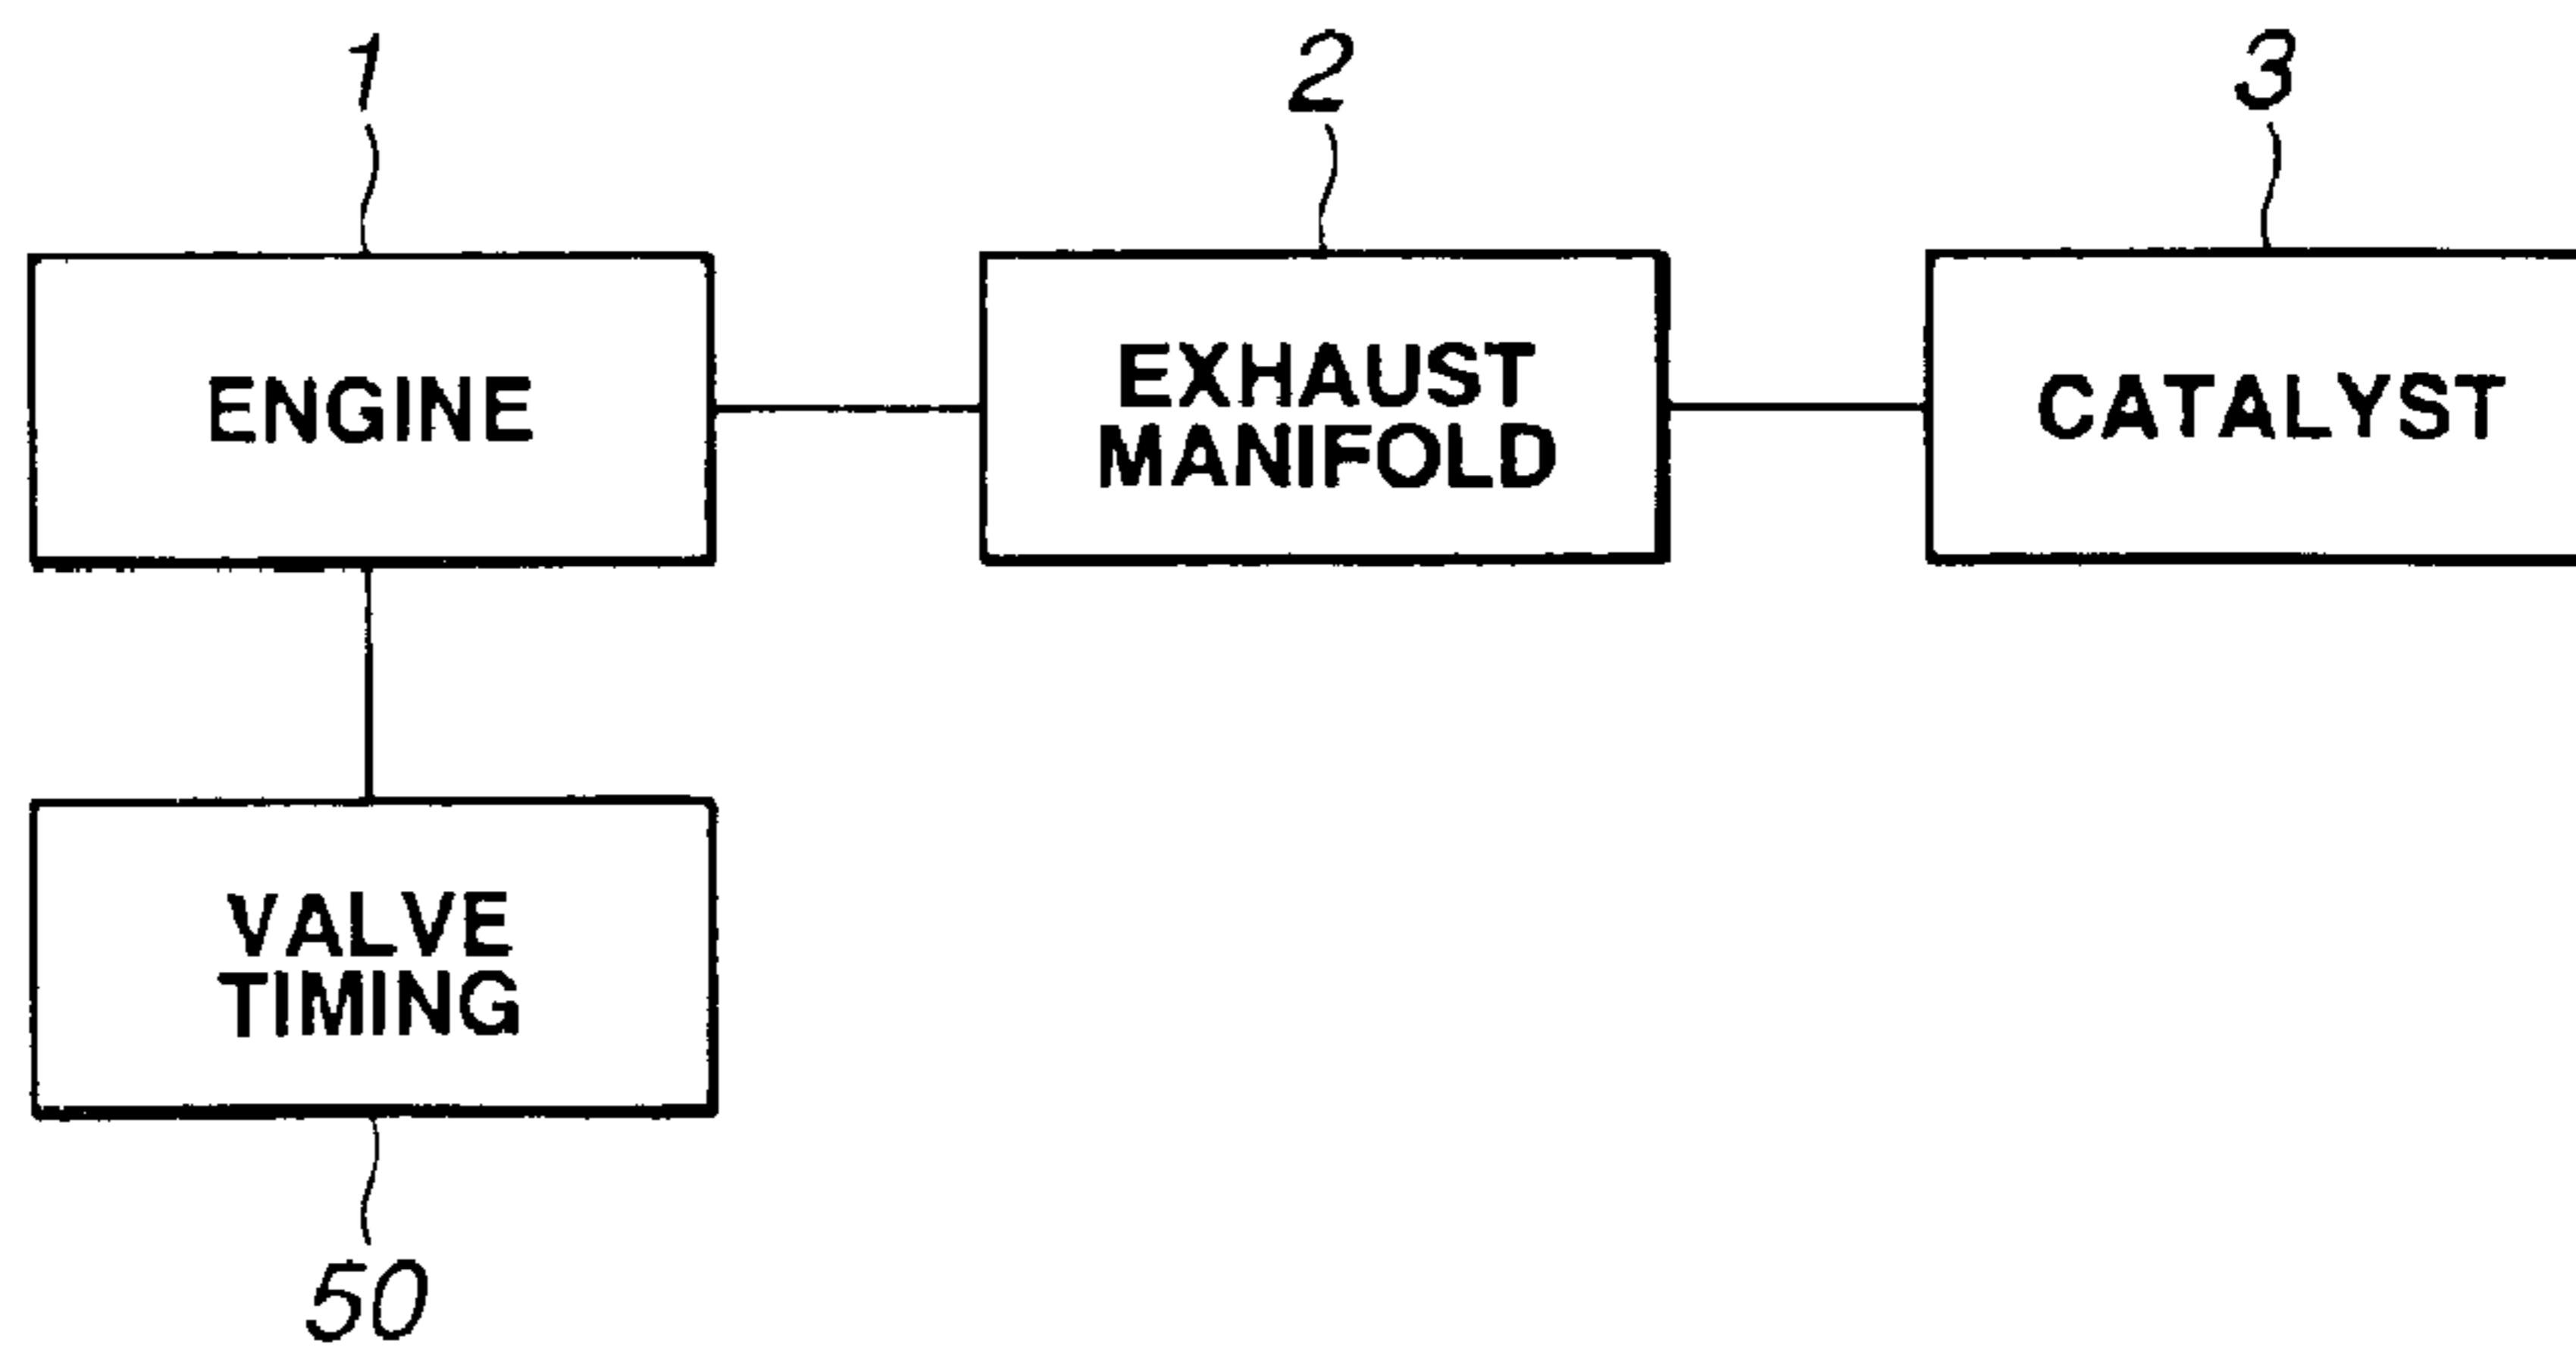 1
2
3
ENGINE
EXHAUST
MANIFOLD
CATALYST
VALVE
TIMING
50